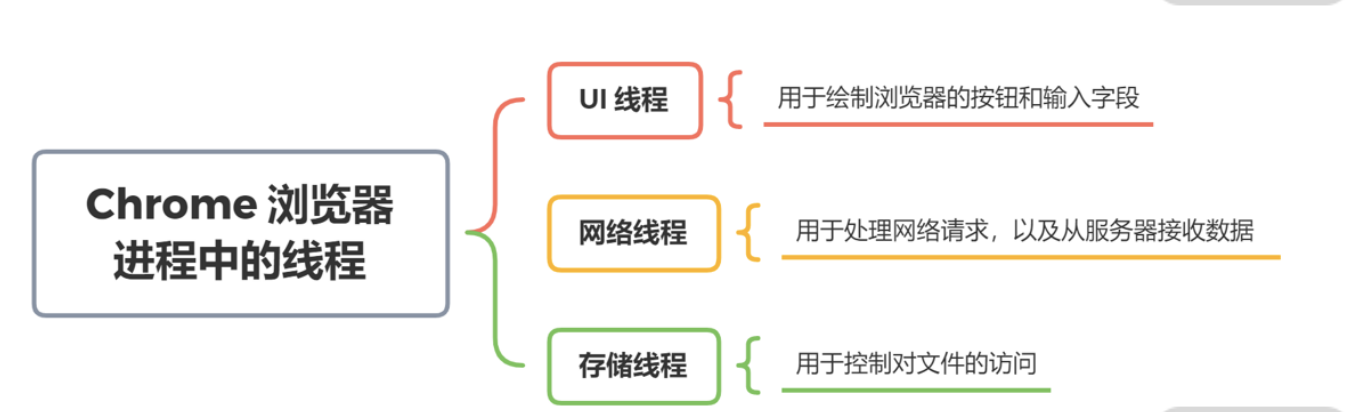 Chrome 浏览器
进程中的线程
UI 线程
用于绘制浏览器的按钮和输入字段
网络线程
用于处理网络请求，以及从服务器接收数据
存储线程
用于控制对文件的访问